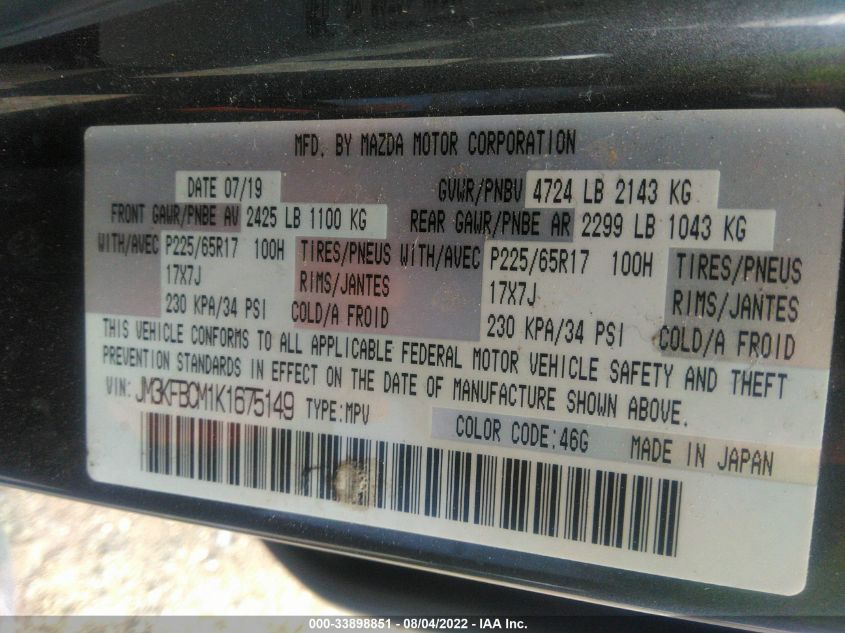 MFD. BY MAZDA MOTOR CORPORATION
DATE 07/19 GVWR/PNBV 4724 LB 2143 KG
FRONT GAWR/PNBE AV 2425 LB 1100 KG REAR GAWR/PNBE AR 2299 LB 1043 KG
WITH/AVEC P225/65R17 100H TIRES/PNEUS WITH/AVEC P225/65R17 100H TIRES/PNEUS
17X7J RIMS/JANTES 17X7J RIMS/JANTES
230 KPA/34 PSI COLD/A FROID 230 KPA/34 PSI COLD/A FROID
THIS VEHICLE CONFORMS TO ALL APPLICABLE FEDERAL MOTOR VEHICLE SAFETY AND THEFT
PREVENTION STANDARDS IN EFFECT ON THE DATE OF MANUFACTURE SHOWN ABOVE.
VIN: JM3KFBCM1K1675149 TYPE:MPV
COLOR CODE:46G MADE IN JAPAN
000-33898851 - 08/04/2022 - IAA Inc.